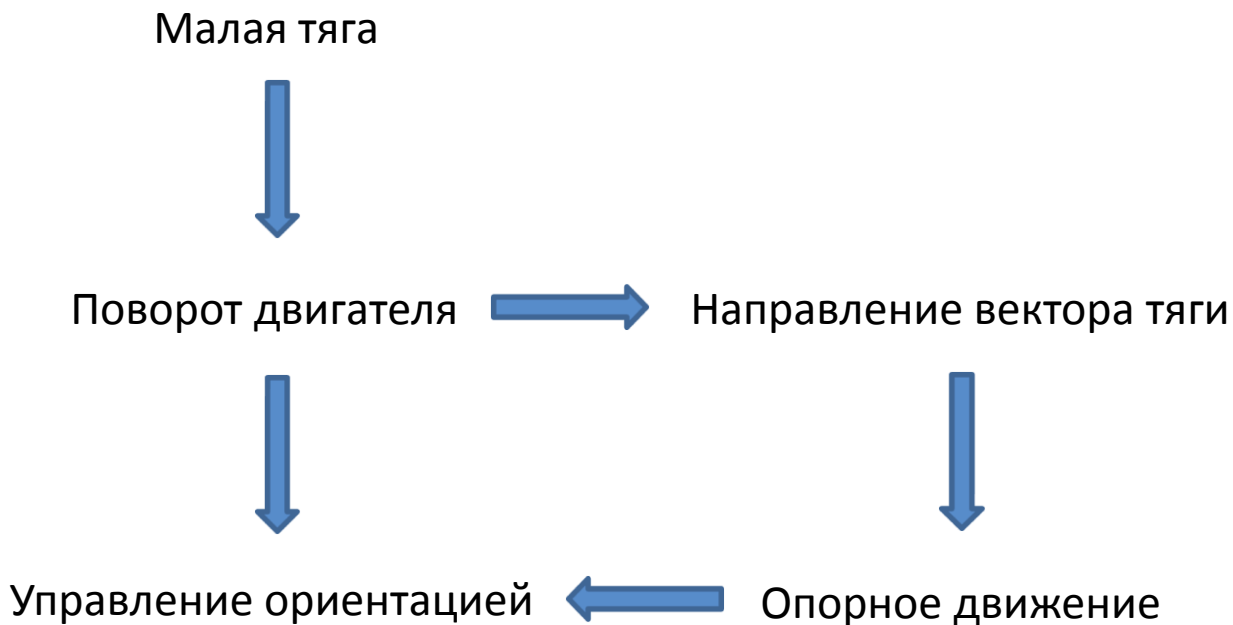 Малая тяга
Поворот двигателя
Направление вектора тяги
Управление ориентацией
Опорное движение